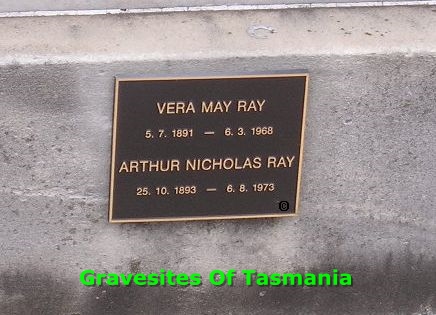 VERA MAY RAY
5. 7. 1891 — 6. 3. 1968
ARTHUR NICHOLAS RAY
25. 10. 1893 — 6. 8. 1973
Gravesites Of Tasmania